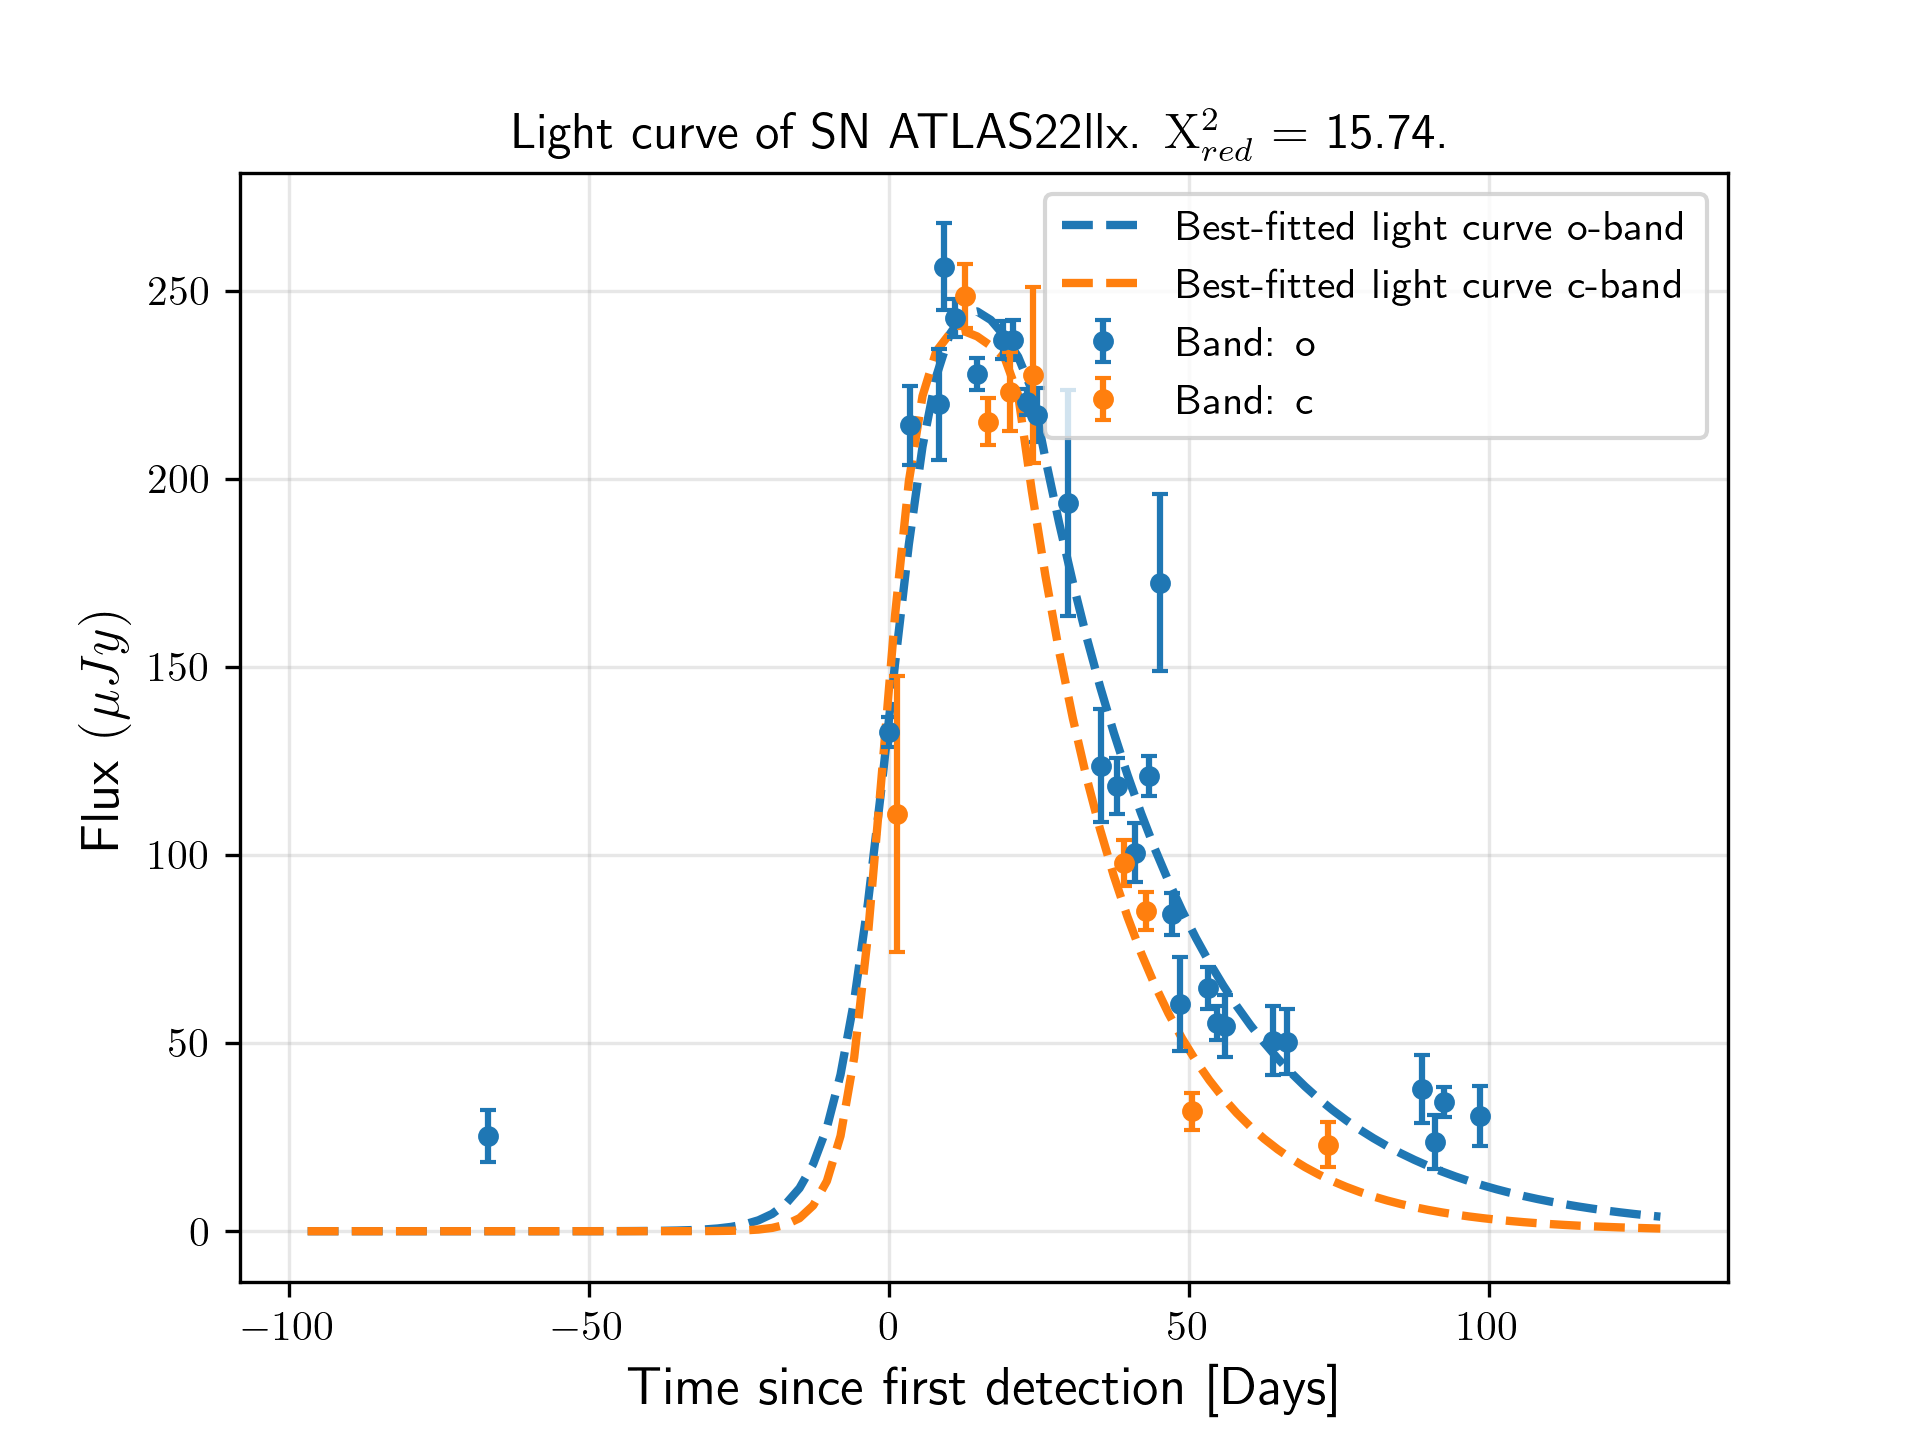 Light curve of SN ATLAS22llx. X²_red = 15.74.
Best-fitted light curve o-band
Best-fitted light curve c-band
Band: o
Band: c
Flux (μJy)
250
200
150
100
50
0
−100 −50 0 50 100
Time since first detection [Days]